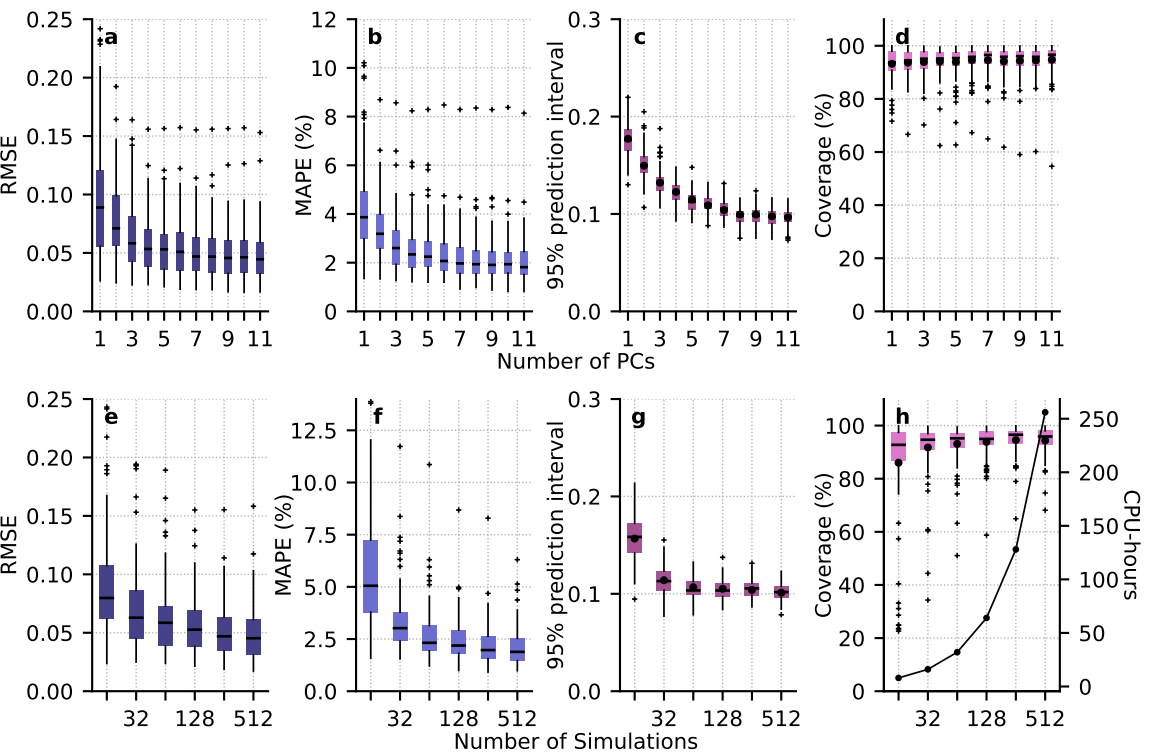 a
RMSE
0.25
0.20
0.15
0.10
0.05
0.00
1 3 5 7 9 11
b
MAPE (%)
12
10
8
6
4
2
0
1 3 5 7 9 11
c
95% prediction interval
0.3
0.2
0.1
0.0
1 3 5 7 9 11
d
Coverage (%)
100
80
60
40
20
0
1 3 5 7 9 11
Number of PCs
e
RMSE
0.25
0.20
0.15
0.10
0.05
0.00
32 128 512
f
MAPE (%)
12.5
10.0
7.5
5.0
2.5
0.0
32 128 512
g
95% prediction interval
0.3
0.2
0.1
0.0
32 128 512
h
Coverage (%)
100
80
60
40
20
0
32 128 512
CPU-hours
250
200
150
100
50
0
Number of Simulations